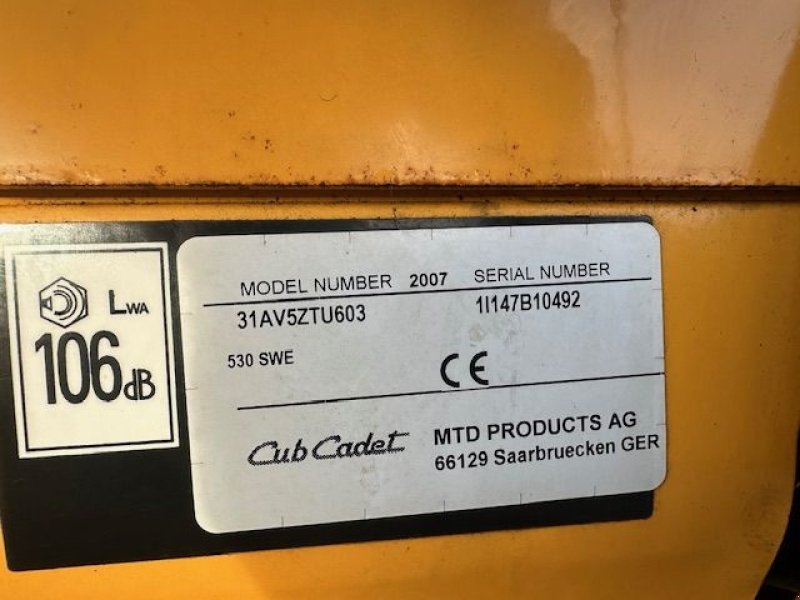 LWA
106dB
MODEL NUMBER 2007 SERIAL NUMBER
31AV5ZTU603 1I147B10492
530 SWE
CE
Cub Cadet
MTD PRODUCTS AG
66129 Saarbruecken GER